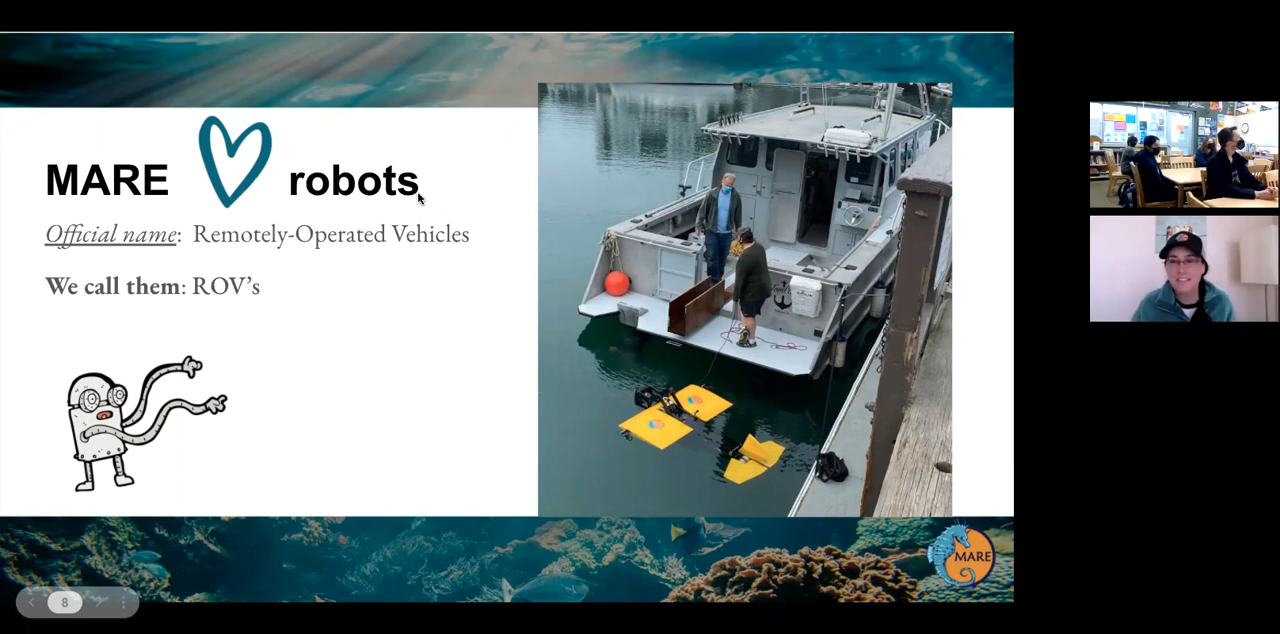 MARE robots
Official name: Remotely-Operated Vehicles
We call them: ROV’s
MARE
8